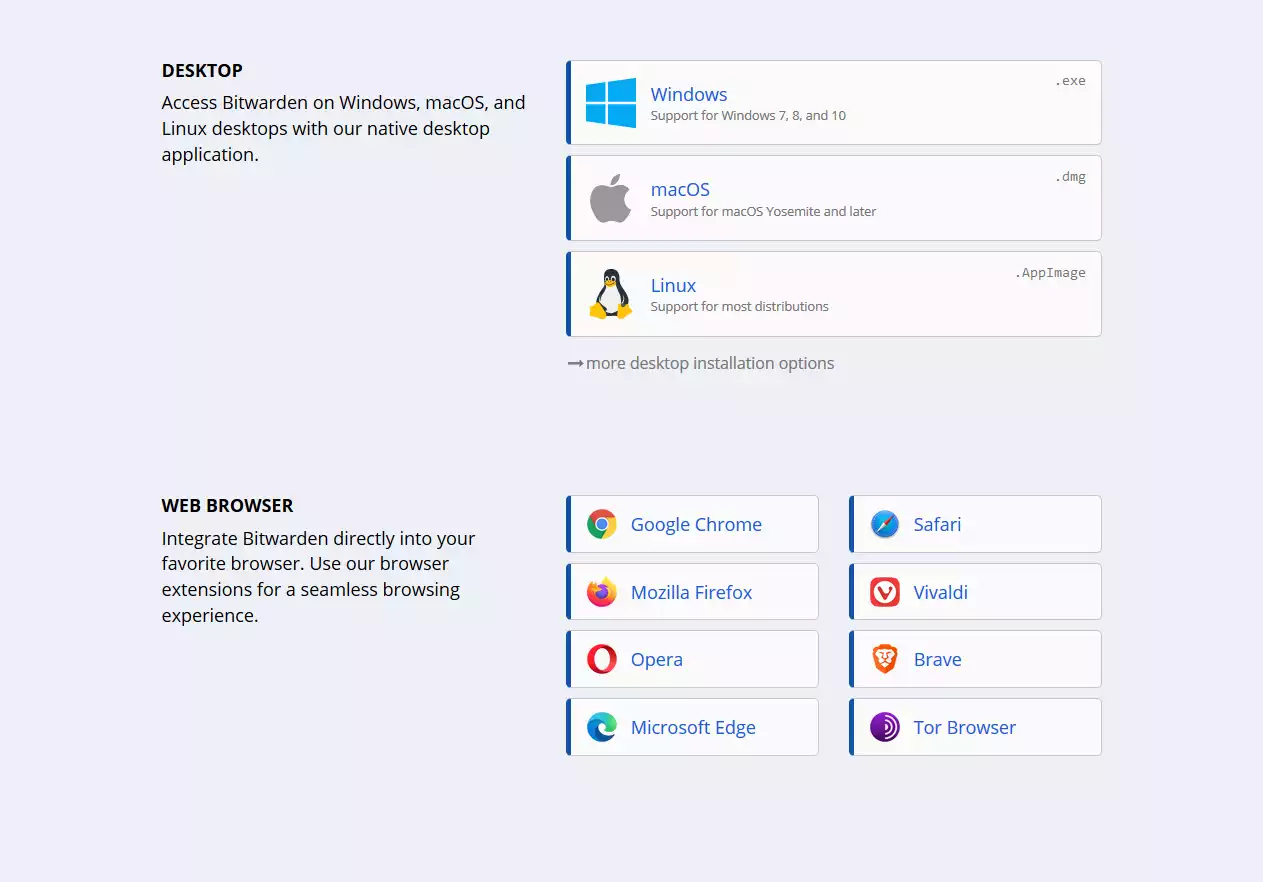 DESKTOP
Access Bitwarden on Windows, macOS, and
Linux desktops with our native desktop
application.
Windows
Support for Windows 7, 8, and 10
.exe
macOS
Support for macOS Yosemite and later
.dmg
Linux
Support for most distributions
.AppImage
→more desktop installation options
WEB BROWSER
Integrate Bitwarden directly into your
favorite browser. Use our browser
extensions for a seamless browsing
experience.
Google Chrome
Safari
Mozilla Firefox
Vivaldi
Opera
Brave
Microsoft Edge
Tor Browser